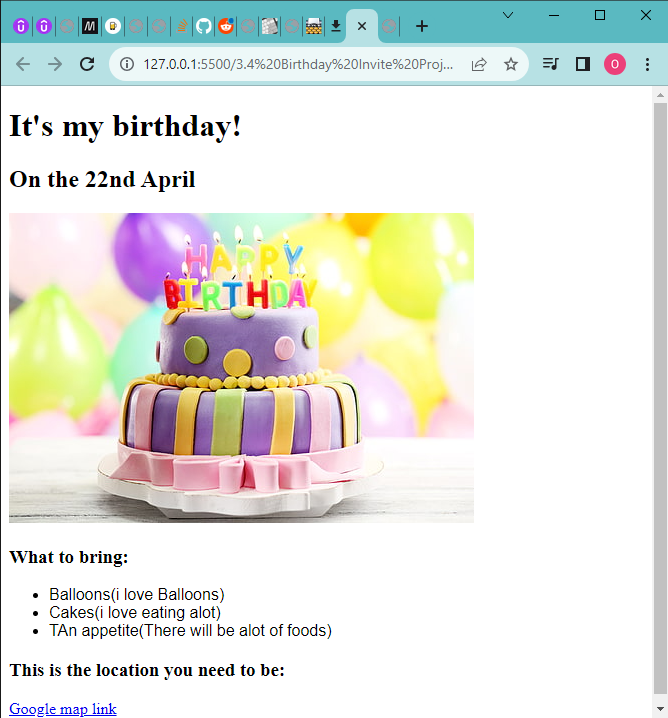 127.0.0.1:5500/3.4%20Birthday%20Invite%20Proj...
O
It's my birthday!
On the 22nd April
HAPPY
BIRTHDAY
What to bring:
Balloons(i love Balloons)
Cakes(i love eating alot)
TAn appetite(There will be alot of foods)
This is the location you need to be:
Google map link